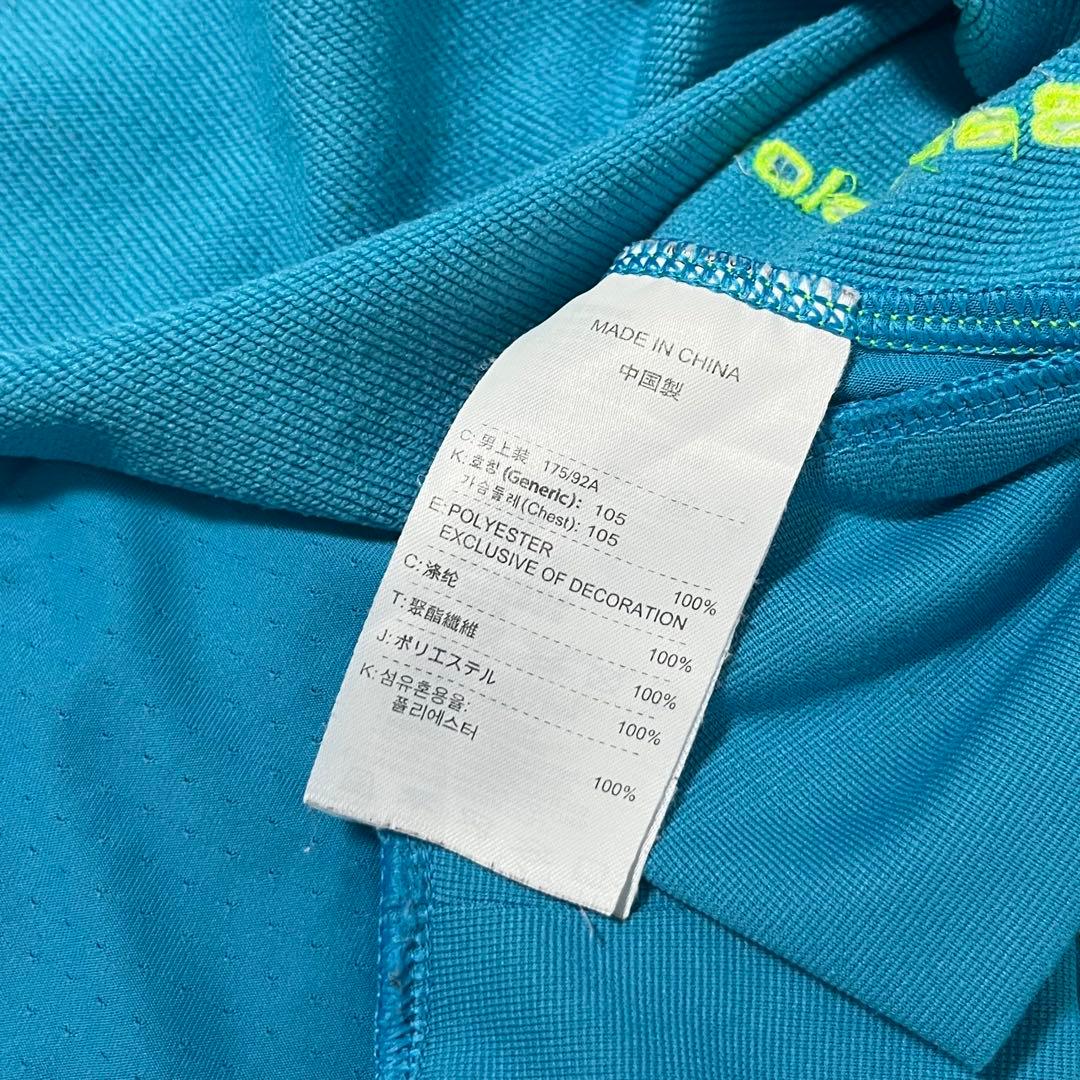 ok
MADE IN CHINA
中国製
C: 男上装 175/92A
K: 호칭 (Generic): 105
가슴둘레(Chest): 105
E: POLYESTER 100%
EXCLUSIVE OF DECORATION
C: 涤纶 100%
T: 聚酯纖維 100%
J: ポリエステル 100%
K: 섬유혼용율:
폴리에스터 100%